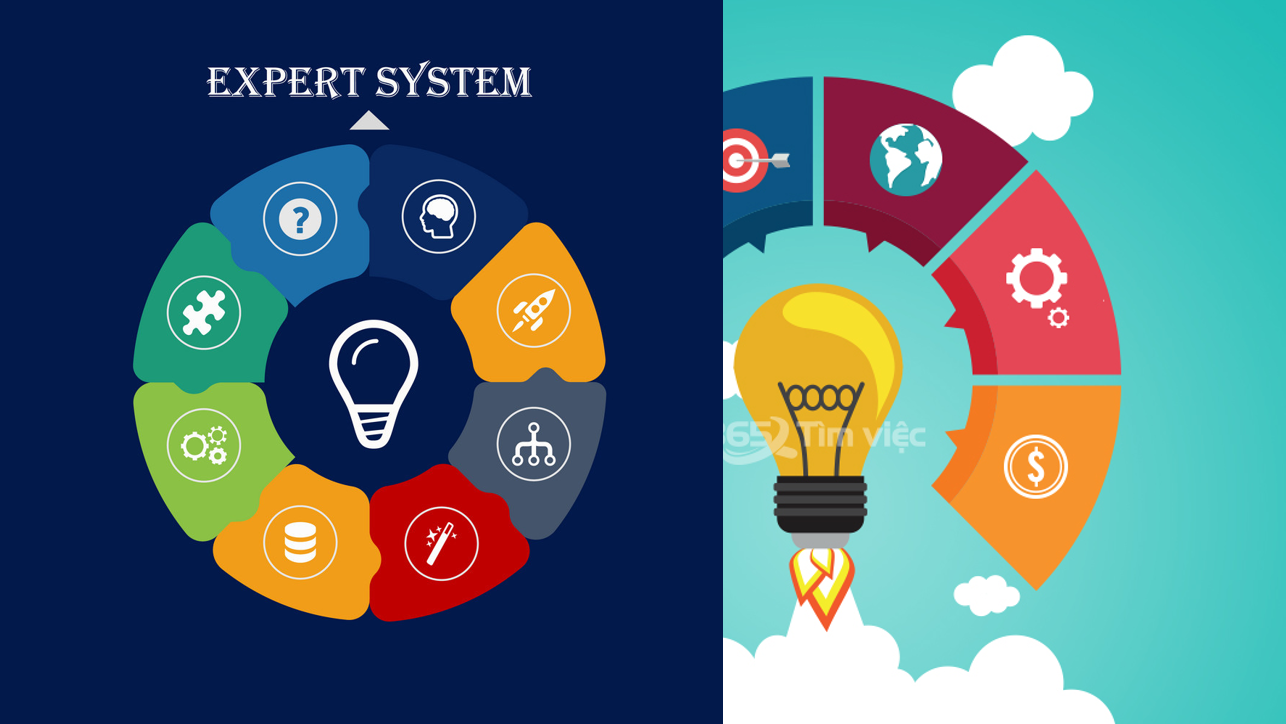 EXPERT SYSTEM
?
$
365 Tìm việc